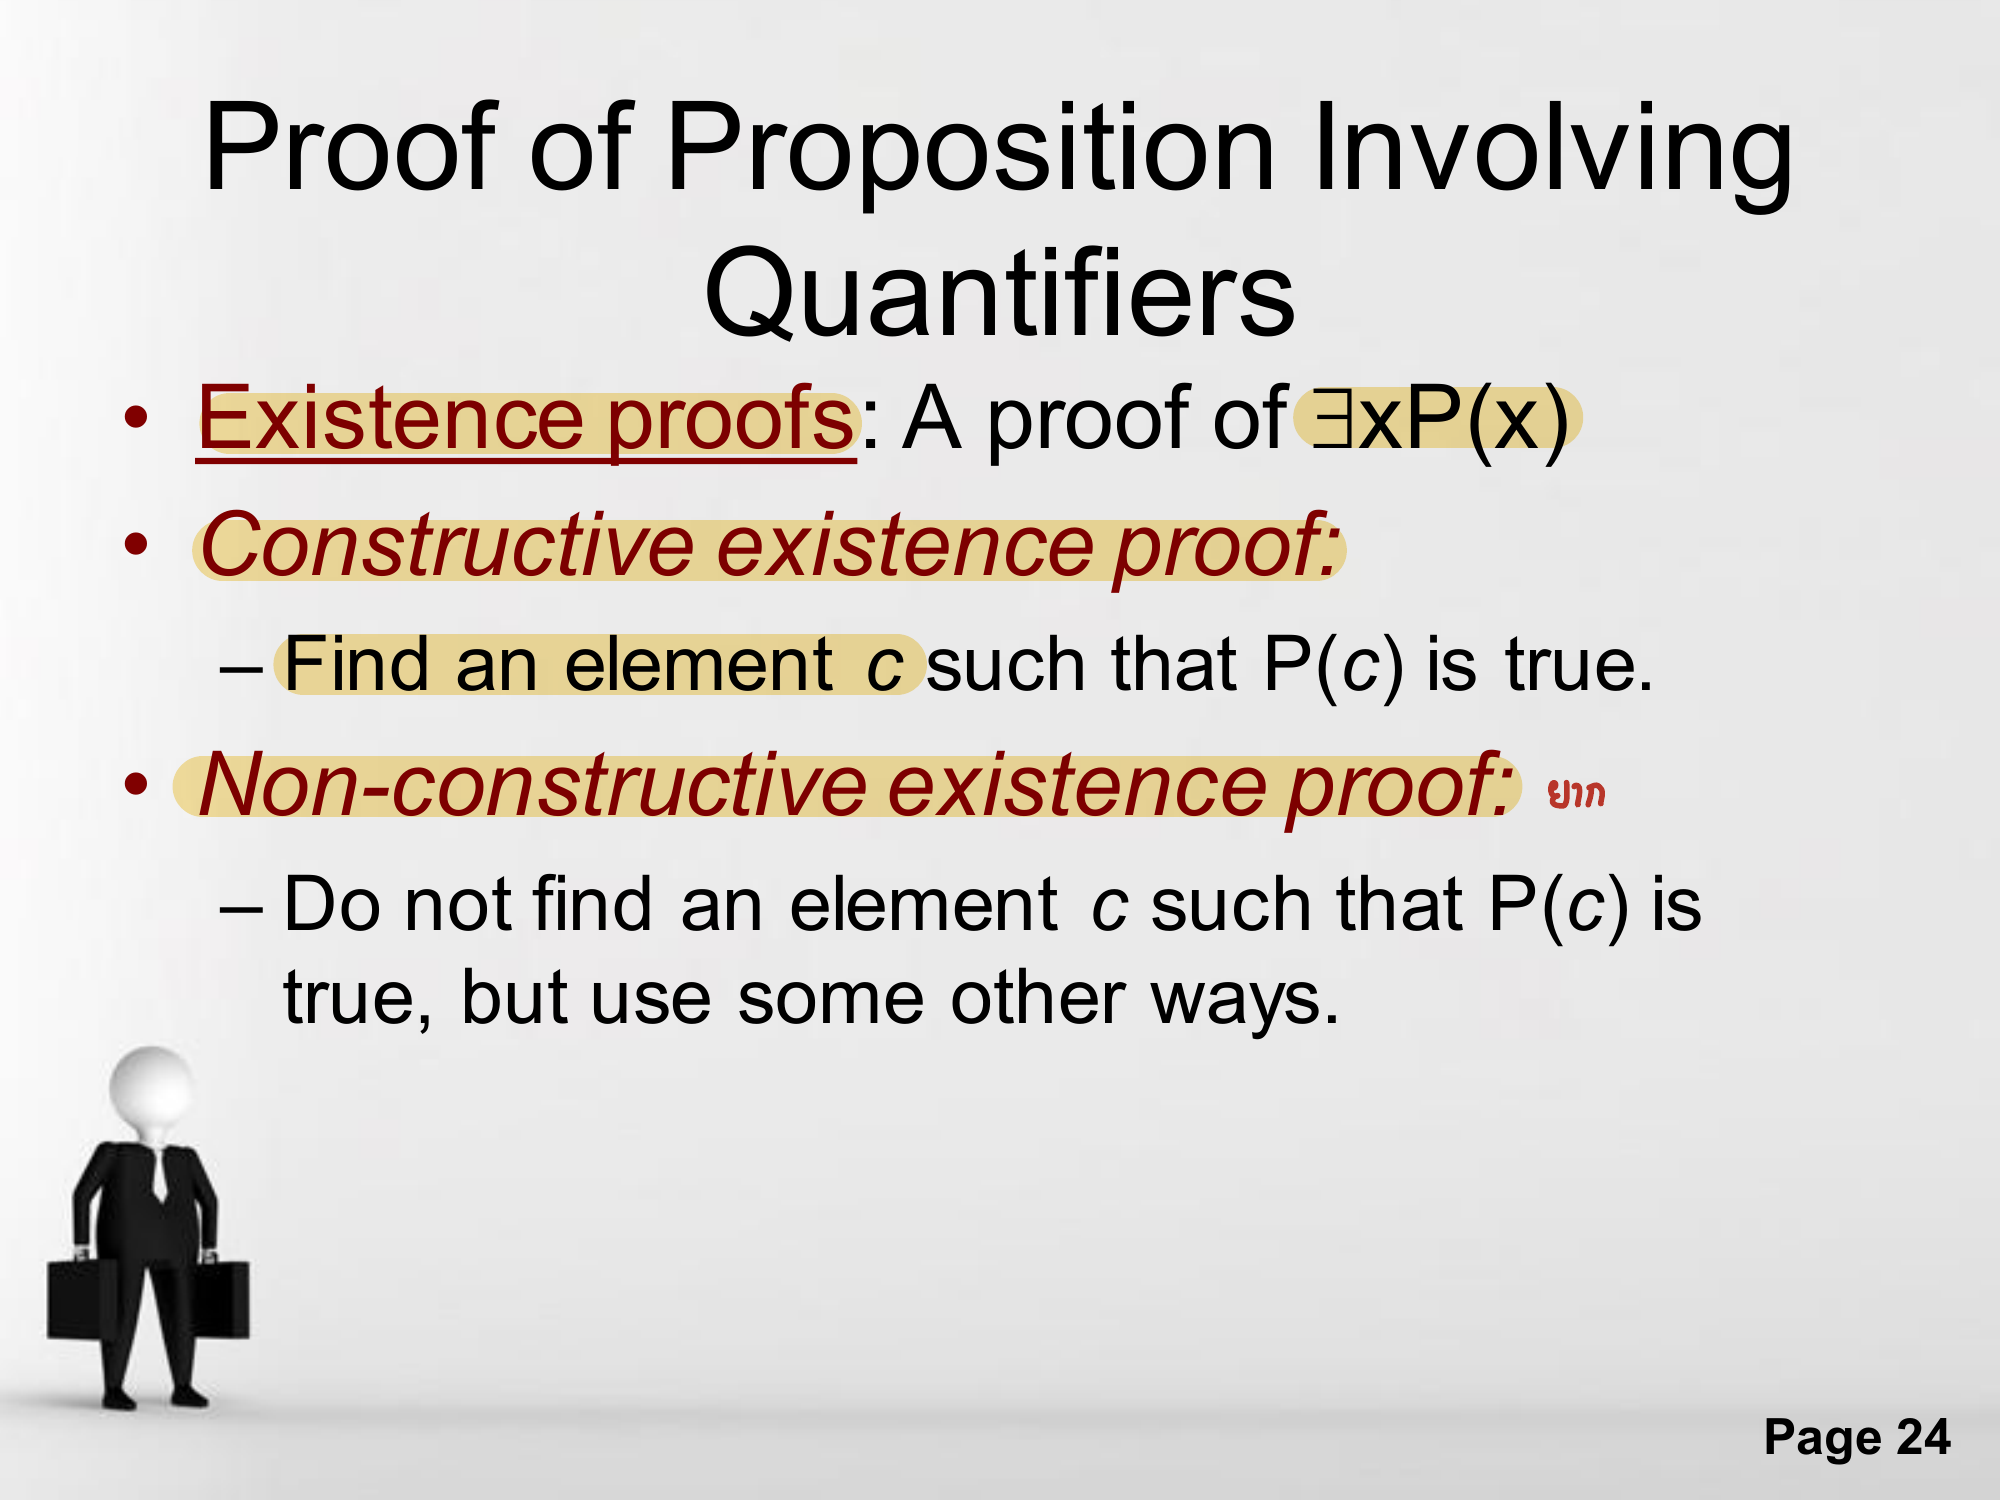 Proof of Proposition Involving
Quantifiers
• Existence proofs: A proof of ∃xP(x)
• Constructive existence proof:
– Find an element c such that P(c) is true.
• Non-constructive existence proof: ยาก
– Do not find an element c such that P(c) is
true, but use some other ways.
Page 24